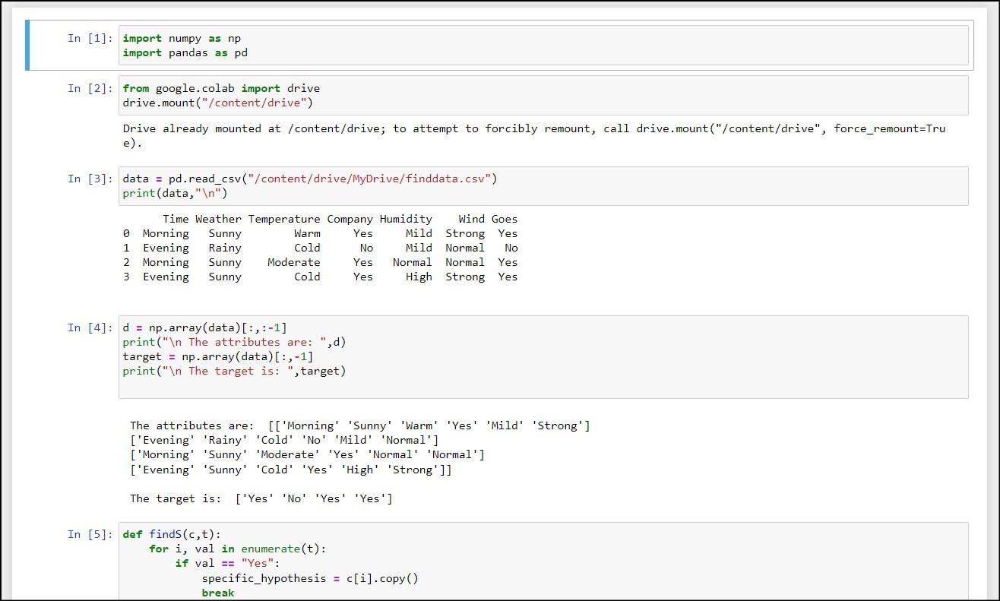 In [1]: import numpy as np
import pandas as pd
In [2]: from google.colab import drive
drive.mount("/content/drive")
Drive already mounted at /content/drive; to attempt to forcibly remount, call drive.mount("/content/drive", force_remount=Tru
e).
In [3]: data = pd.read_csv("/content/drive/MyDrive/finddata.csv")
print(data,"\n")
Time Weather Temperature Company Humidity Wind Goes
0 Morning Sunny Warm Yes Mild Strong Yes
1 Evening Rainy Cold No Mild Normal No
2 Morning Sunny Moderate Yes Normal Normal Yes
3 Evening Sunny Cold Yes High Strong Yes
In [4]: d = np.array(data)[:,:-1]
print("\n The attributes are: ",d)
target = np.array(data)[:,-1]
print("\n The target is: ",target)
The attributes are:  [['Morning' 'Sunny' 'Warm' 'Yes' 'Mild' 'Strong']
['Evening' 'Rainy' 'Cold' 'No' 'Mild' 'Normal']
['Morning' 'Sunny' 'Moderate' 'Yes' 'Normal' 'Normal']
['Evening' 'Sunny' 'Cold' 'Yes' 'High' 'Strong']]
The target is:  ['Yes' 'No' 'Yes' 'Yes']
In [5]: def findS(c,t):
    for i, val in enumerate(t):
        if val == "Yes":
            specific_hypothesis = c[i].copy()
            break